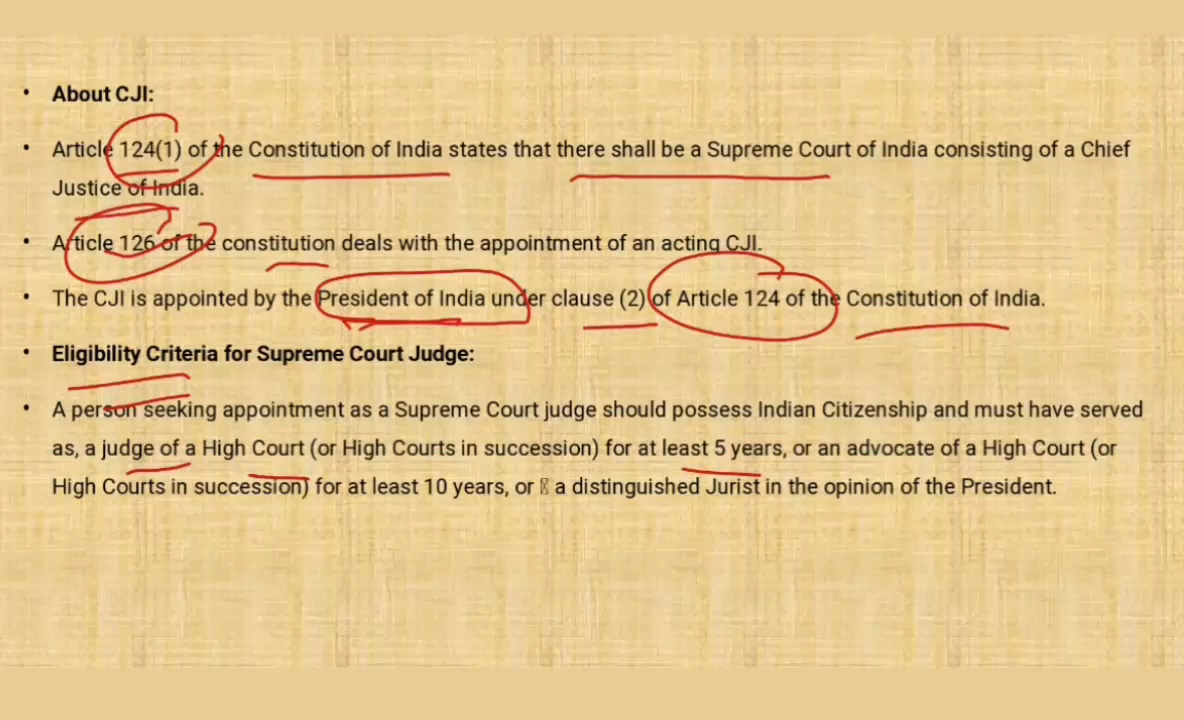 • About CJI:
• Article 124(1) of the Constitution of India states that there shall be a Supreme Court of India consisting of a Chief
Justice of India.
• Article 126 of the constitution deals with the appointment of an acting CJI.
• The CJI is appointed by the President of India under clause (2) of Article 124 of the Constitution of India.
• Eligibility Criteria for Supreme Court Judge:
• A person seeking appointment as a Supreme Court judge should possess Indian Citizenship and must have served
as, a judge of a High Court (or High Courts in succession) for at least 5 years, or an advocate of a High Court (or
High Courts in succession) for at least 10 years, or a distinguished Jurist in the opinion of the President.